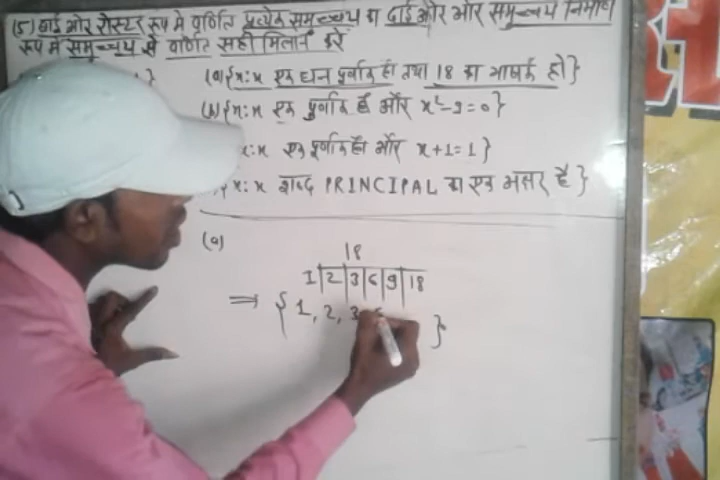 (5) बाई ओर रोस्टर रूप मे वर्णित प्रत्येक समुच्चय का दाई ओर ओर समुच्चय निर्माण
रूप में समुच्चय से वर्णित सही मिलान करें
(a) {x:x एक धन पूर्णाक है तथा 18 का भाजक हो}
(b) {x:x एक पुर्णाक है और x²-9=0}
x:x एक पूर्णाक हो और x+1=1}
{x:x शब्द PRINCIPAL का एक अक्षर है}
(a)
18
1|2|3|6|9|18
⇒ {1, 2, 3, 6 }